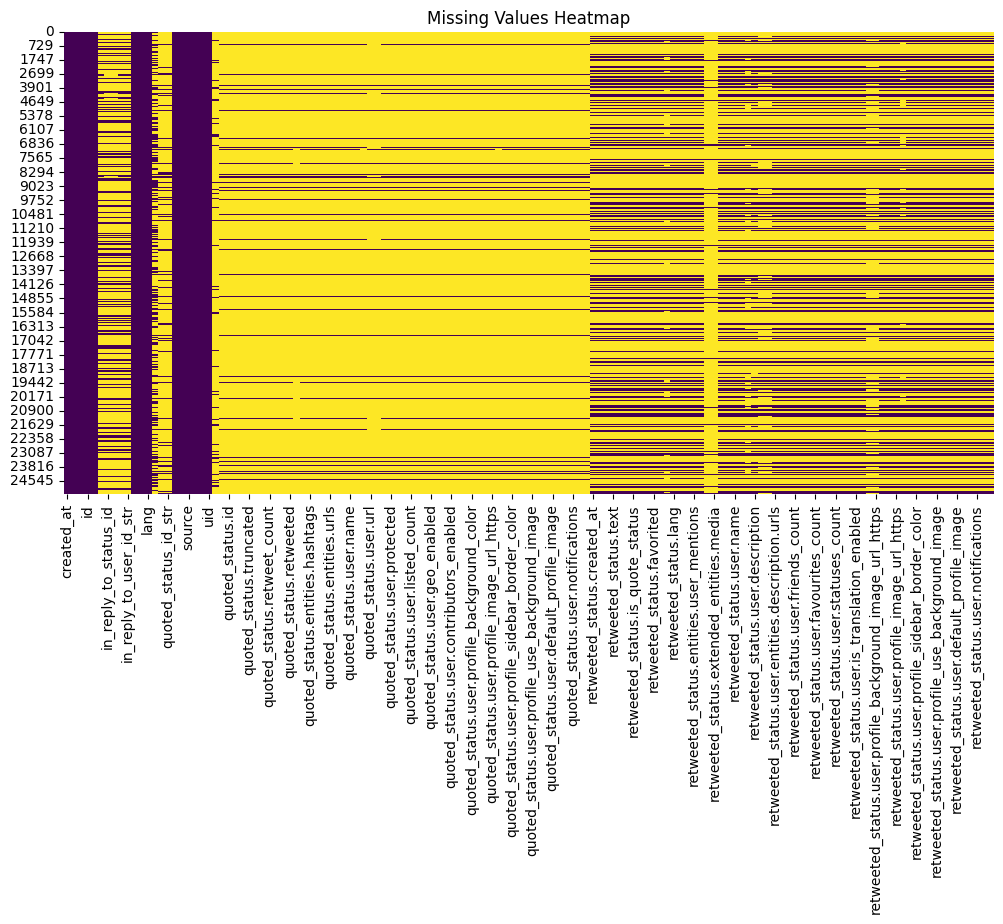 Missing Values Heatmap
0
729
1747
2699
3901
4649
5378
6107
6836
7565
8294
9023
9752
10481
11210
11939
12668
13397
14126
14855
15584
16313
17042
17771
18713
19442
20171
20900
21629
22358
23087
23816
24545
created_at
id
in_reply_to_status_id
in_reply_to_user_id_str
lang
quoted_status_id_str
source
uid
quoted_status.id
quoted_status.truncated
quoted_status.retweet_count
quoted_status.retweeted
quoted_status.entities.hashtags
quoted_status.entities.urls
quoted_status.user.name
quoted_status.user.url
quoted_status.user.protected
quoted_status.user.listed_count
quoted_status.user.geo_enabled
quoted_status.user.contributors_enabled
quoted_status.user.profile_background_color
quoted_status.user.profile_image_url_https
quoted_status.user.profile_sidebar_border_color
quoted_status.user.profile_use_background_image
quoted_status.user.default_profile_image
quoted_status.user.notifications
retweeted_status.created_at
retweeted_status.text
retweeted_status.is_quote_status
retweeted_status.favorited
retweeted_status.lang
retweeted_status.entities.user_mentions
retweeted_status.extended_entities.media
retweeted_status.user.name
retweeted_status.user.description
retweeted_status.user.entities.description.urls
retweeted_status.user.friends_count
retweeted_status.user.favourites_count
retweeted_status.user.statuses_count
retweeted_status.user.is_translation_enabled
retweeted_status.user.profile_background_image_url_https
retweeted_status.user.profile_image_url_https
retweeted_status.user.profile_sidebar_border_color
retweeted_status.user.profile_use_background_image
retweeted_status.user.default_profile_image
retweeted_status.user.notifications